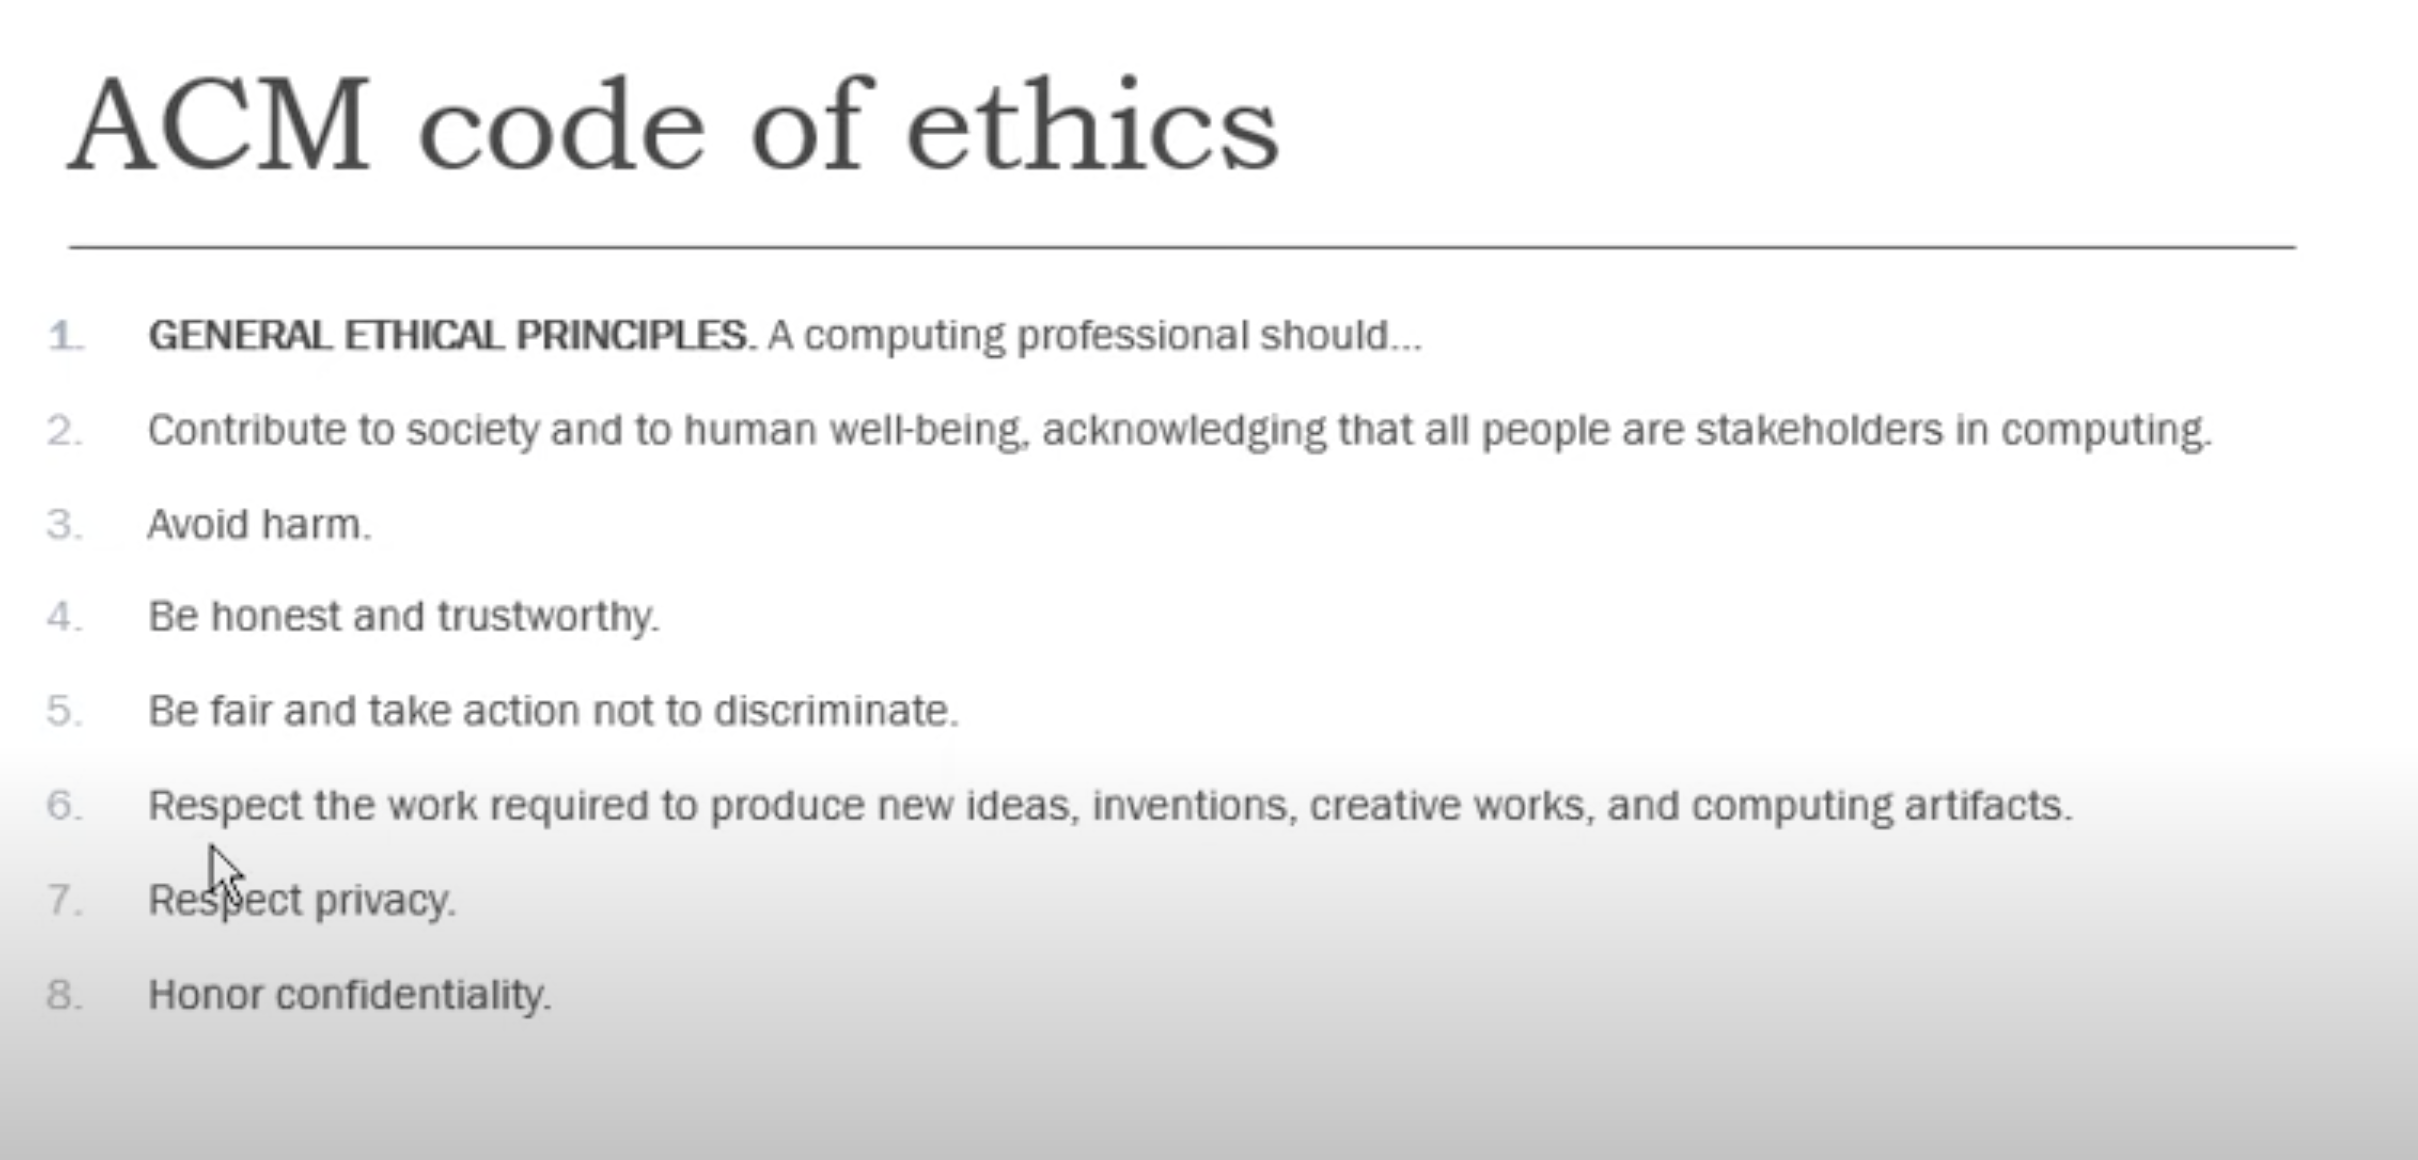 ACM code of ethics
1. GENERAL ETHICAL PRINCIPLES. A computing professional should...
2. Contribute to society and to human well-being, acknowledging that all people are stakeholders in computing.
3. Avoid harm.
4. Be honest and trustworthy.
5. Be fair and take action not to discriminate.
6. Respect the work required to produce new ideas, inventions, creative works, and computing artifacts.
7. Respect privacy.
8. Honor confidentiality.